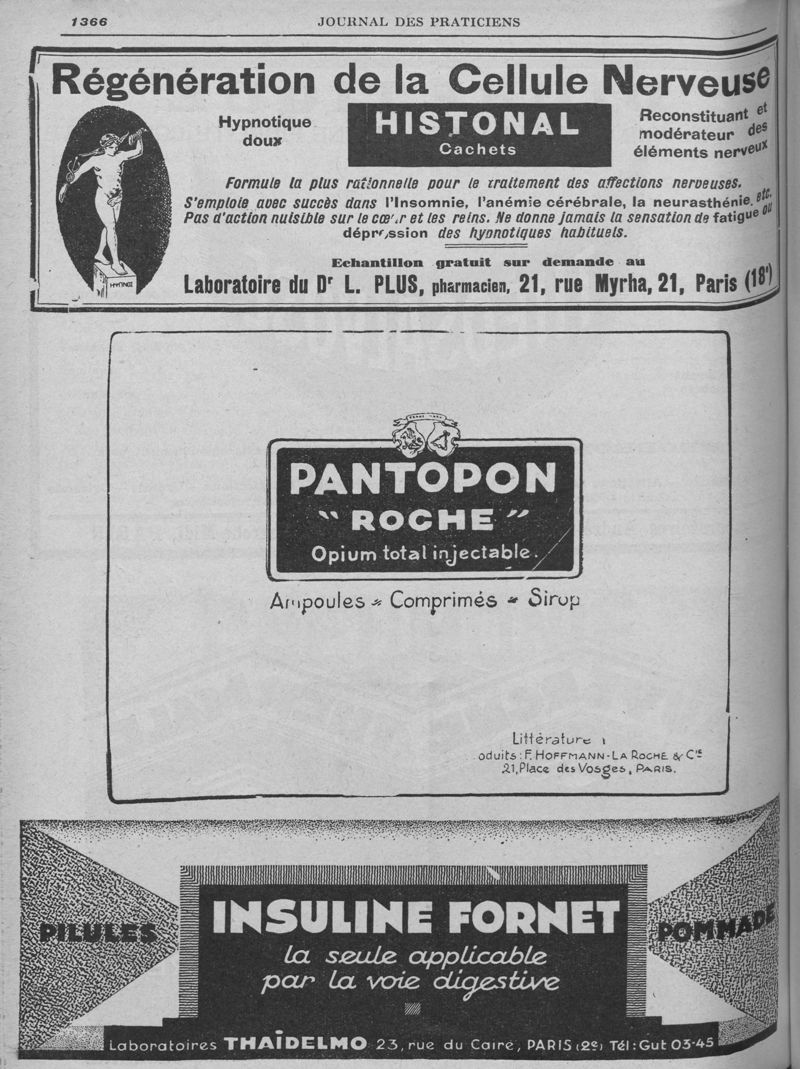 1366
JOURNAL DES PRATICIENS
Régénération de la Cellule Nerveuse
Hypnotique
doux
HISTONAL
Cachets
Reconstituant et
modérateur des
éléments nerveux
Formule la plus rationnelle pour le traitement des affections nerveuses.
S'emploie avec succès dans l'Insomnie, l'anémie cérébrale, la neurasthénie, etc.
Pas d'action nuisible sur le cœur et les reins. Ne donne jamais la sensation de fatigue ou
dépression des hypnotiques habituels.
Echantillon gratuit sur demande au
Laboratoire du Dr L. PLUS, pharmacien, 21, rue Myrha, 21, Paris (18e)
PANTOPON
"ROCHE"
Opium total injectable.
Ampoules " Comprimés " Sirop
Littérature
oduits: F. HOFFMANN-LA ROCHE & Cie
21, Place des Vosges, PARIS.
PILULES
INSULINE FORNET
la seule applicable
par la voie digestive
POMMADE
Laboratoires THAÏDELMO 23, rue du Caire, PARIS (2e) Tél: Gut 03-45